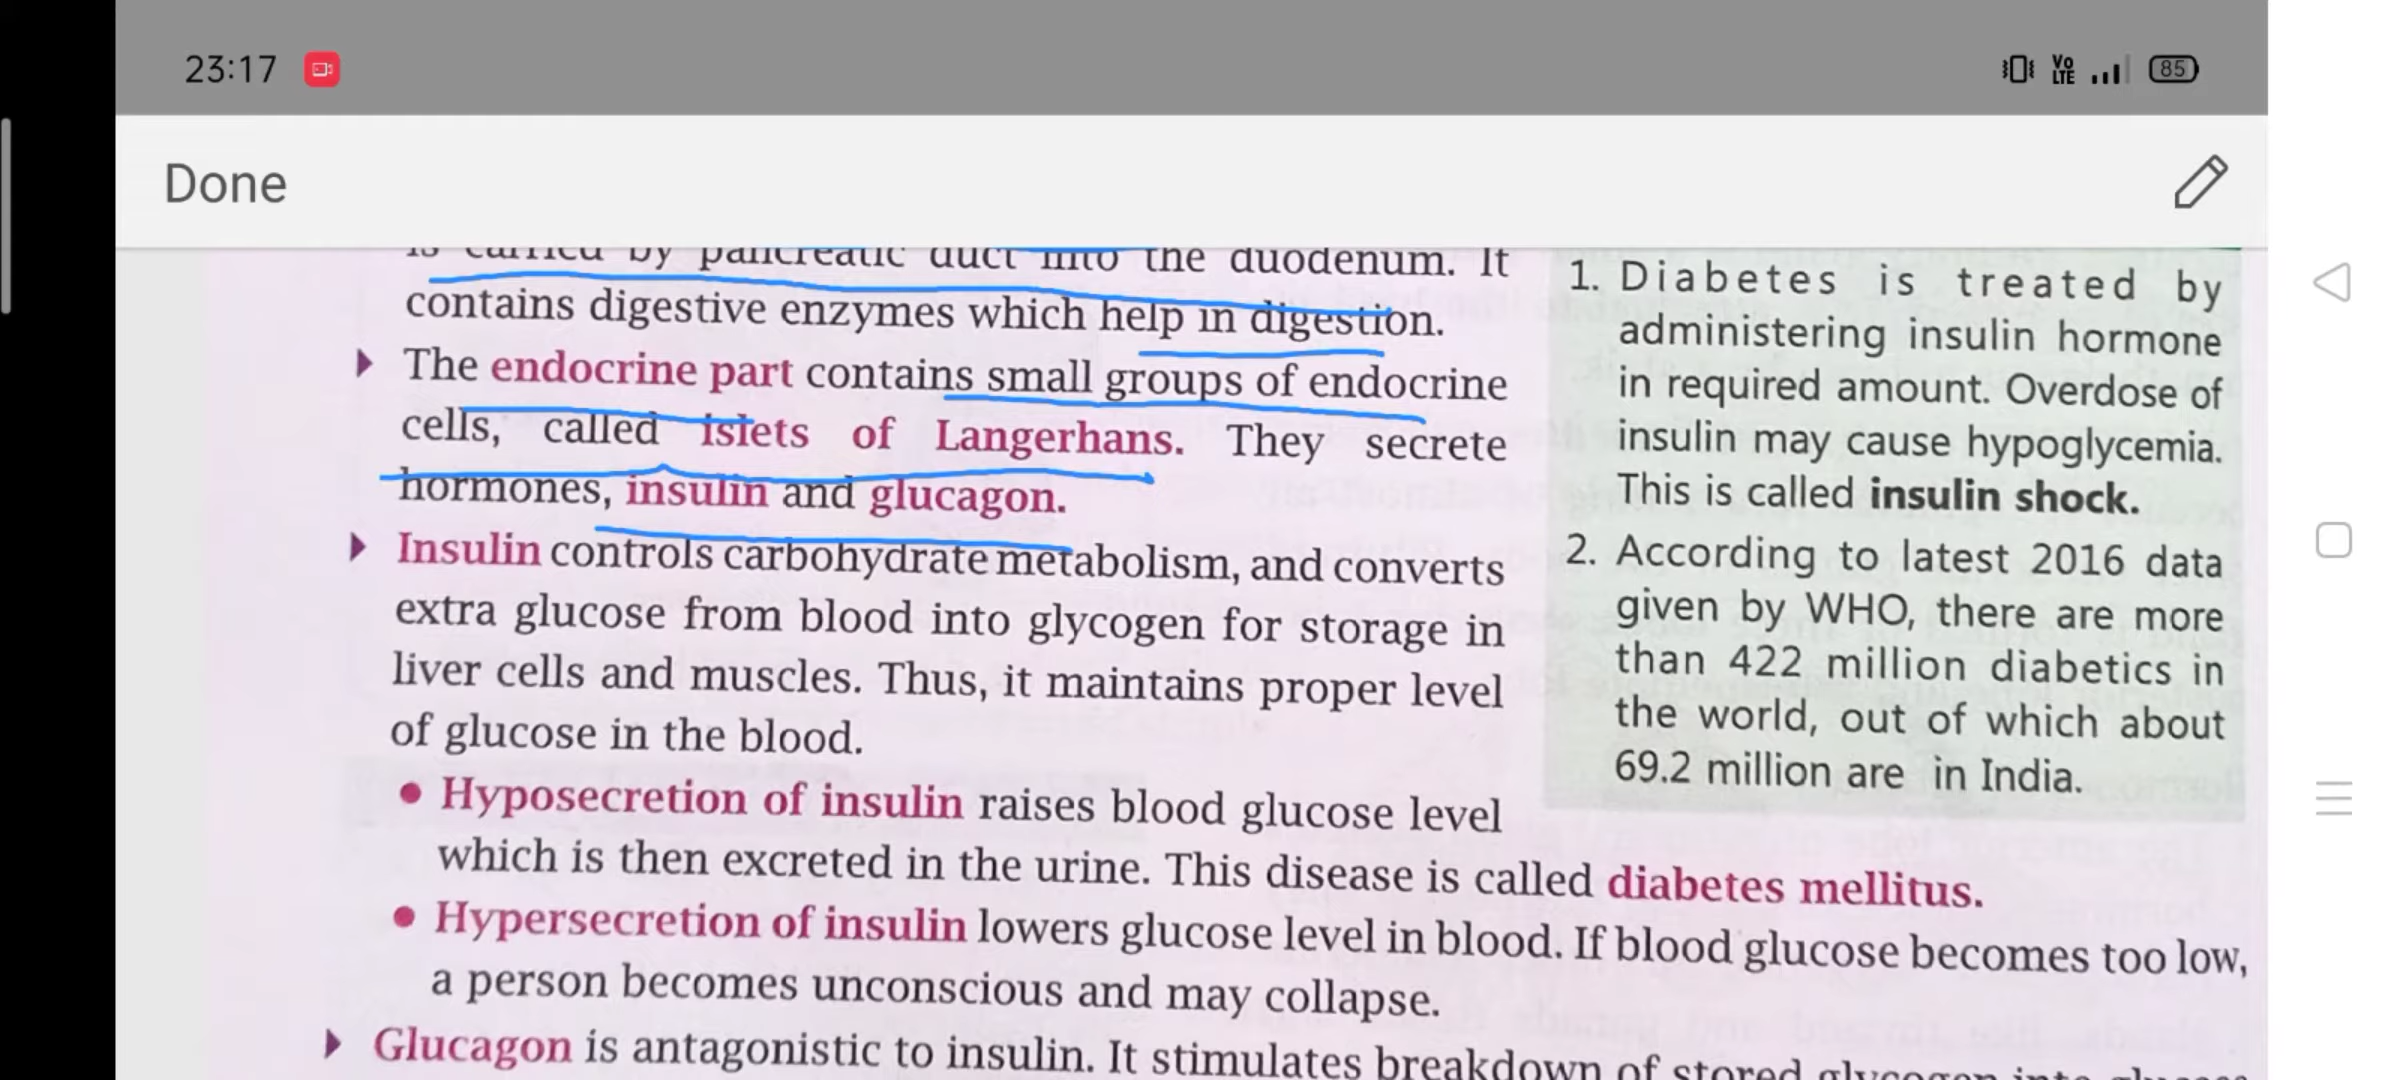 23:17
Vo LTE 85
Done
is carried by pancreatic duct into the duodenum. It
contains digestive enzymes which help in digestion.
The endocrine part contains small groups of endocrine
cells, called islets of Langerhans. They secrete
hormones, insulin and glucagon.
Insulin controls carbohydrate metabolism, and converts
extra glucose from blood into glycogen for storage in
liver cells and muscles. Thus, it maintains proper level
of glucose in the blood.
Hyposecretion of insulin raises blood glucose level
which is then excreted in the urine. This disease is called diabetes mellitus.
Hypersecretion of insulin lowers glucose level in blood. If blood glucose becomes too low,
a person becomes unconscious and may collapse.
Glucagon is antagonistic to insulin. It stimulates breakdown of stored glycogen into glucose
1. Diabetes is treated by
administering insulin hormone
in required amount. Overdose of
insulin may cause hypoglycemia.
This is called insulin shock.
2. According to latest 2016 data
given by WHO, there are more
than 422 million diabetics in
the world, out of which about
69.2 million are in India.